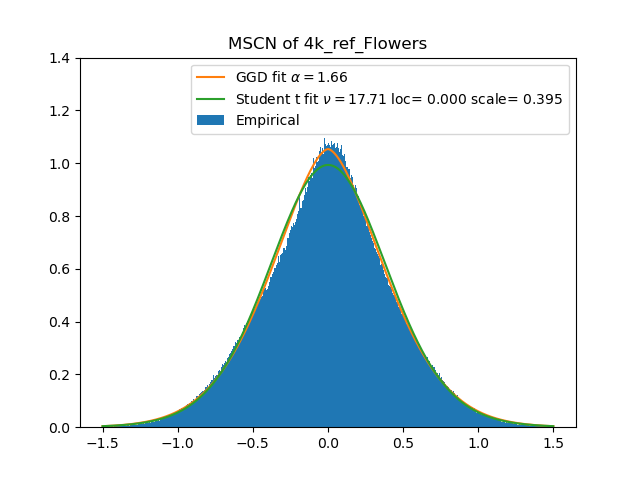 MSCN of 4k_ref_Flowers
GGD fit α = 1.66
Student t fit ν = 17.71 loc= 0.000 scale= 0.395
Empirical
1.4
1.2
1.0
0.8
0.6
0.4
0.2
0.0
−1.5 −1.0 −0.5 0.0 0.5 1.0 1.5